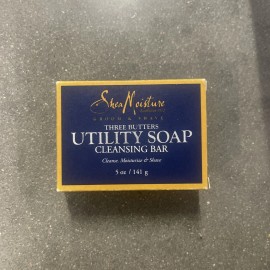 SheaMoisture
GROOM & SHAVE
THREE BUTTERS
UTILITY SOAP
CLEANSING BAR
Cleanse, Moisturize & Shave
5 oz / 141 g